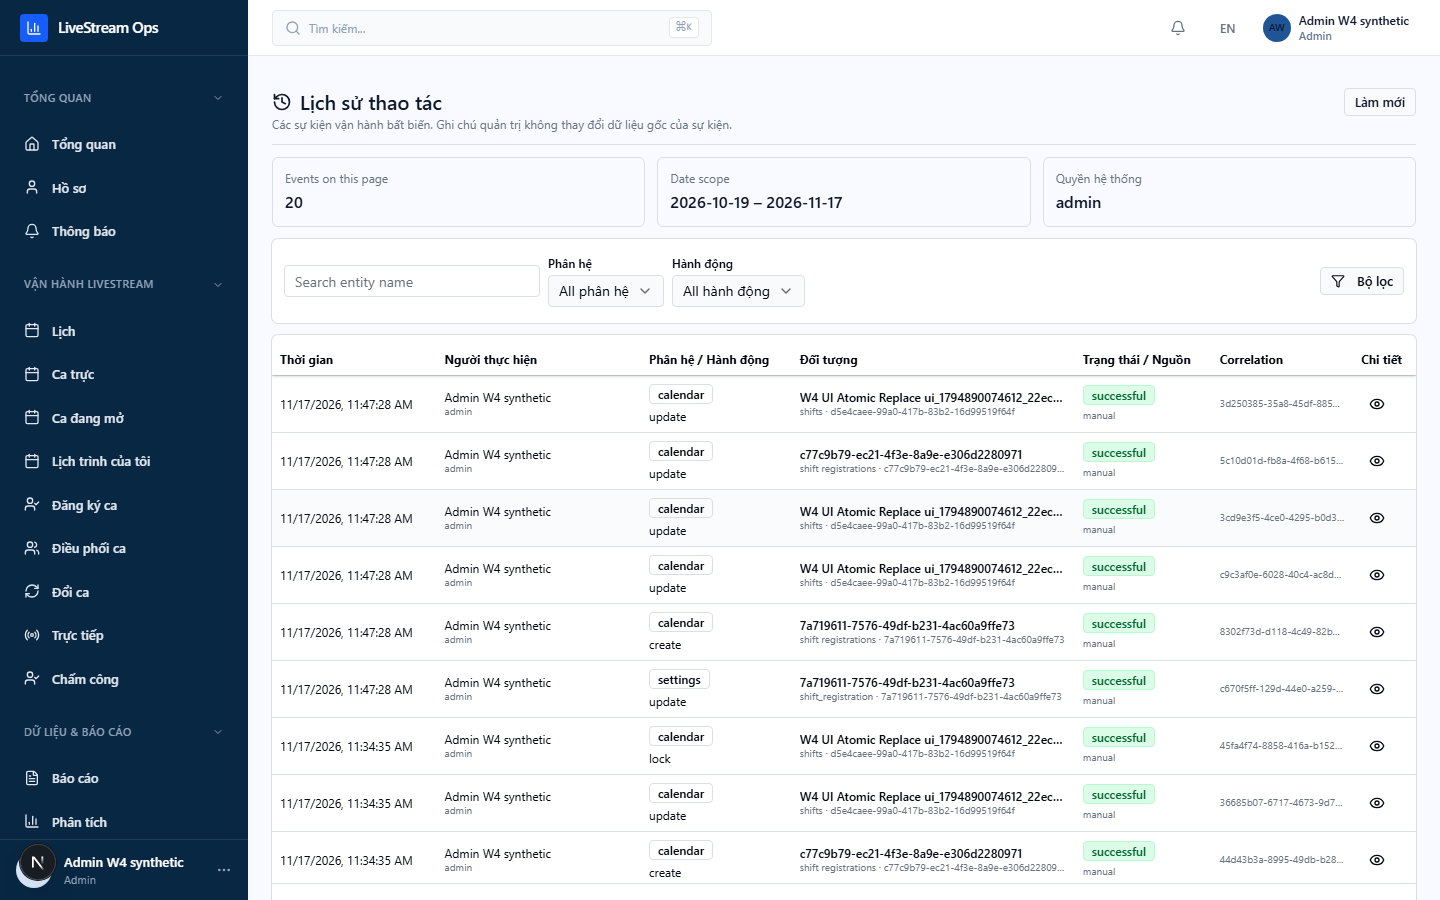 LiveStream Ops
Tìm kiếm...
⌘K
EN
AW
Admin W4 synthetic
Admin
TỔNG QUAN
Tổng quan
Hồ sơ
Thông báo
VẬN HÀNH LIVESTREAM
Lịch
Ca trực
Ca đang mở
Lịch trình của tôi
Đăng ký ca
Điều phối ca
Đổi ca
Trực tiếp
Chấm công
DỮ LIỆU & BÁO CÁO
Báo cáo
Phân tích
N
Admin W4 synthetic
Admin
Lịch sử thao tác
Làm mới
Các sự kiện vận hành bất biến. Ghi chú quản trị không thay đổi dữ liệu gốc của sự kiện.
Events on this page
20
Date scope
2026-10-19 – 2026-11-17
Quyền hệ thống
admin
Search entity name
Phân hệ
All phân hệ
Hành động
All hành động
Bộ lọc
Thời gian Người thực hiện Phân hệ / Hành động Đối tượng Trạng thái / Nguồn Correlation Chi tiết
11/17/2026, 11:47:28 AM
Admin W4 synthetic
admin
calendar
update
W4 UI Atomic Replace ui_1794890074612_22ec...
shifts · d5e4caee-99a0-417b-83b2-16d99519f64f
successful
manual
3d250385-35a8-45df-885...
11/17/2026, 11:47:28 AM
Admin W4 synthetic
admin
calendar
update
c77c9b79-ec21-4f3e-8a9e-e306d2280971
shift registrations · c77c9b79-ec21-4f3e-8a9e-e306d22809...
successful
manual
5c10d01d-fb8a-4f68-b615...
11/17/2026, 11:47:28 AM
Admin W4 synthetic
admin
calendar
update
W4 UI Atomic Replace ui_1794890074612_22ec...
shifts · d5e4caee-99a0-417b-83b2-16d99519f64f
successful
manual
3cd9e3f5-4ce0-4295-b0d3...
11/17/2026, 11:47:28 AM
Admin W4 synthetic
admin
calendar
update
W4 UI Atomic Replace ui_1794890074612_22ec...
shifts · d5e4caee-99a0-417b-83b2-16d99519f64f
successful
manual
c9c3af0e-6028-40c4-ac8d...
11/17/2026, 11:47:28 AM
Admin W4 synthetic
admin
calendar
create
7a719611-7576-49df-b231-4ac60a9ffe73
shift registrations · 7a719611-7576-49df-b231-4ac60a9ffe73
successful
manual
8302f73d-d118-4c49-82b...
11/17/2026, 11:47:28 AM
Admin W4 synthetic
admin
settings
update
7a719611-7576-49df-b231-4ac60a9ffe73
shift_registration · 7a719611-7576-49df-b231-4ac60a9ffe73
successful
manual
c670f5ff-129d-44e0-a259-...
11/17/2026, 11:34:35 AM
Admin W4 synthetic
admin
calendar
lock
W4 UI Atomic Replace ui_1794890074612_22ec...
shifts · d5e4caee-99a0-417b-83b2-16d99519f64f
successful
manual
45fa4f74-8858-416a-b152...
11/17/2026, 11:34:35 AM
Admin W4 synthetic
admin
calendar
update
W4 UI Atomic Replace ui_1794890074612_22ec...
shifts · d5e4caee-99a0-417b-83b2-16d99519f64f
successful
manual
36685b07-6717-4673-9d7...
11/17/2026, 11:34:35 AM
Admin W4 synthetic
admin
calendar
create
c77c9b79-ec21-4f3e-8a9e-e306d2280971
shift registrations · c77c9b79-ec21-4f3e-8a9e-e306d22809...
successful
manual
44d43b3a-8995-49db-b28...